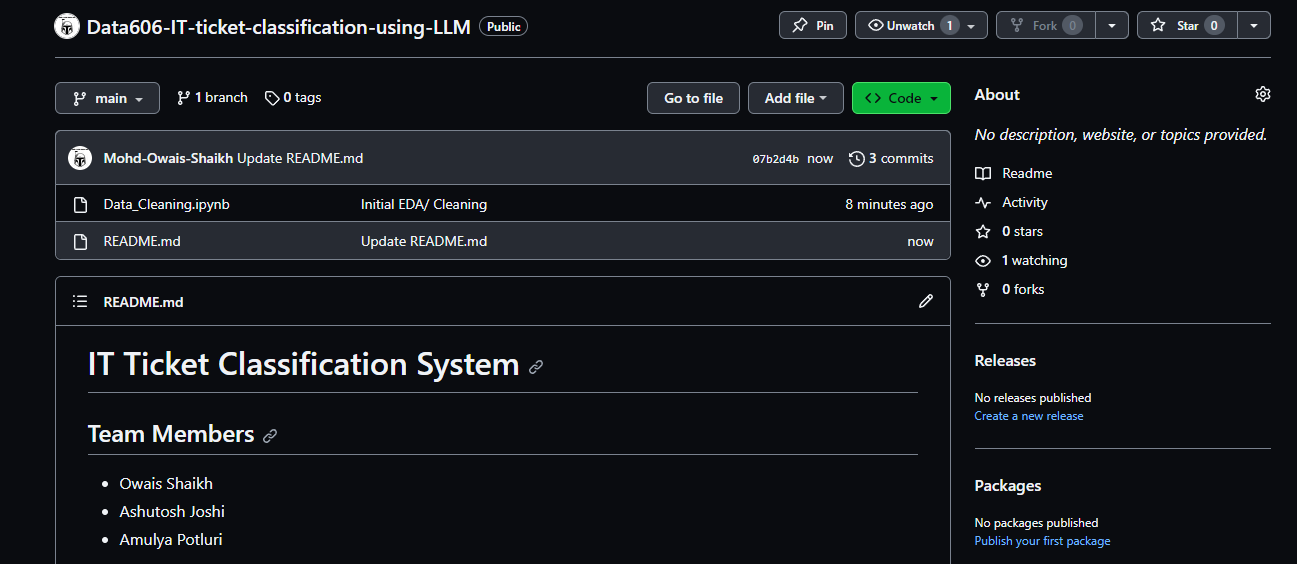 Data606-IT-ticket-classification-using-LLM Public
Pin
Unwatch 1
Fork 0
Star 0
main
1 branch
0 tags
Go to file
Add file
<> Code
Mohd-Owais-Shaikh Update README.md 07b2d4b now 3 commits
Data_Cleaning.ipynb Initial EDA/ Cleaning 8 minutes ago
README.md Update README.md now
README.md
IT Ticket Classification System
Team Members
• Owais Shaikh
• Ashutosh Joshi
• Amulya Potluri
About
No description, website, or topics provided.
Readme
Activity
0 stars
1 watching
0 forks
Releases
No releases published
Create a new release
Packages
No packages published
Publish your first package